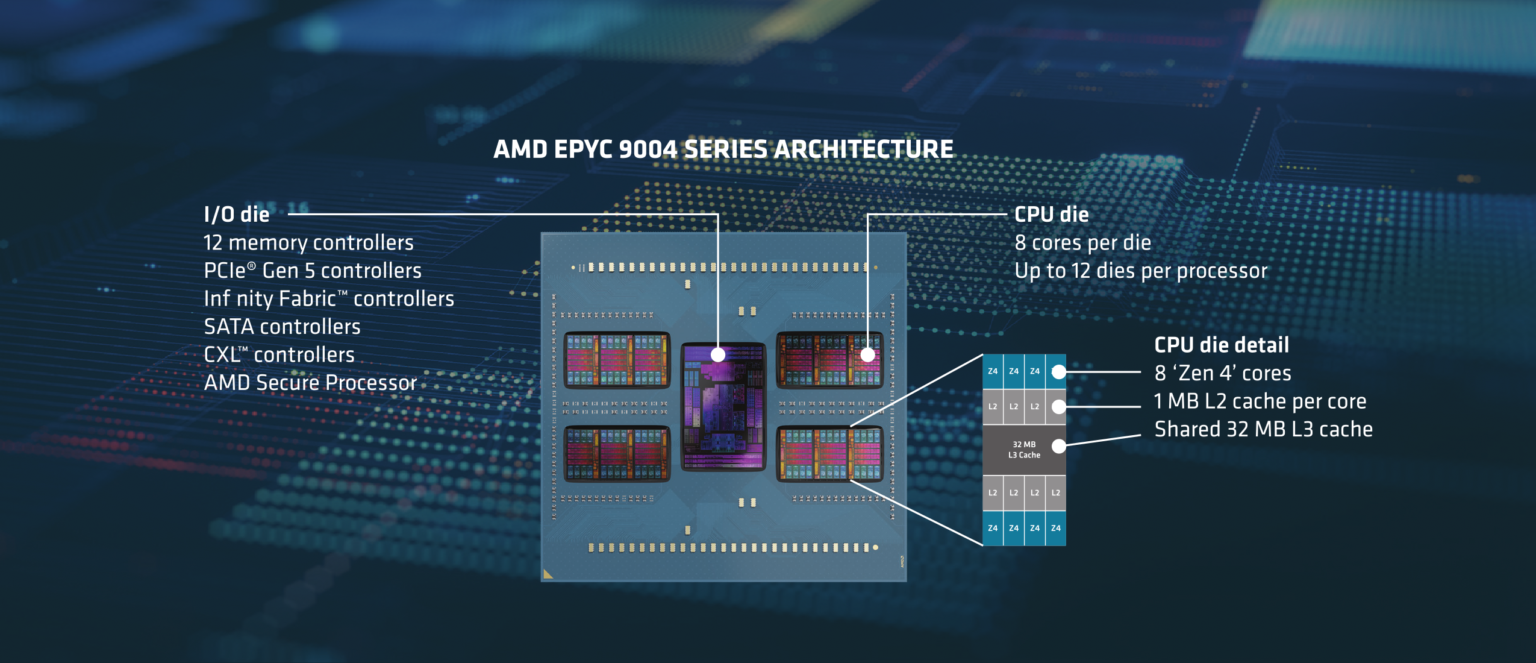 AMD EPYC 9004 SERIES ARCHITECTURE
I/O die
12 memory controllers
PCIe® Gen 5 controllers
Inf nity Fabric™ controllers
SATA controllers
CXL™ controllers
AMD Secure Processor
CPU die
8 cores per die
Up to 12 dies per processor
CPU die detail
8 ‘Zen 4’ cores
1 MB L2 cache per core
Shared 32 MB L3 cache
Z4 Z4 Z4
L2 L2 L2
32 MB
L3 Cache
L2 L2 L2 L2
Z4 Z4 Z4 Z4